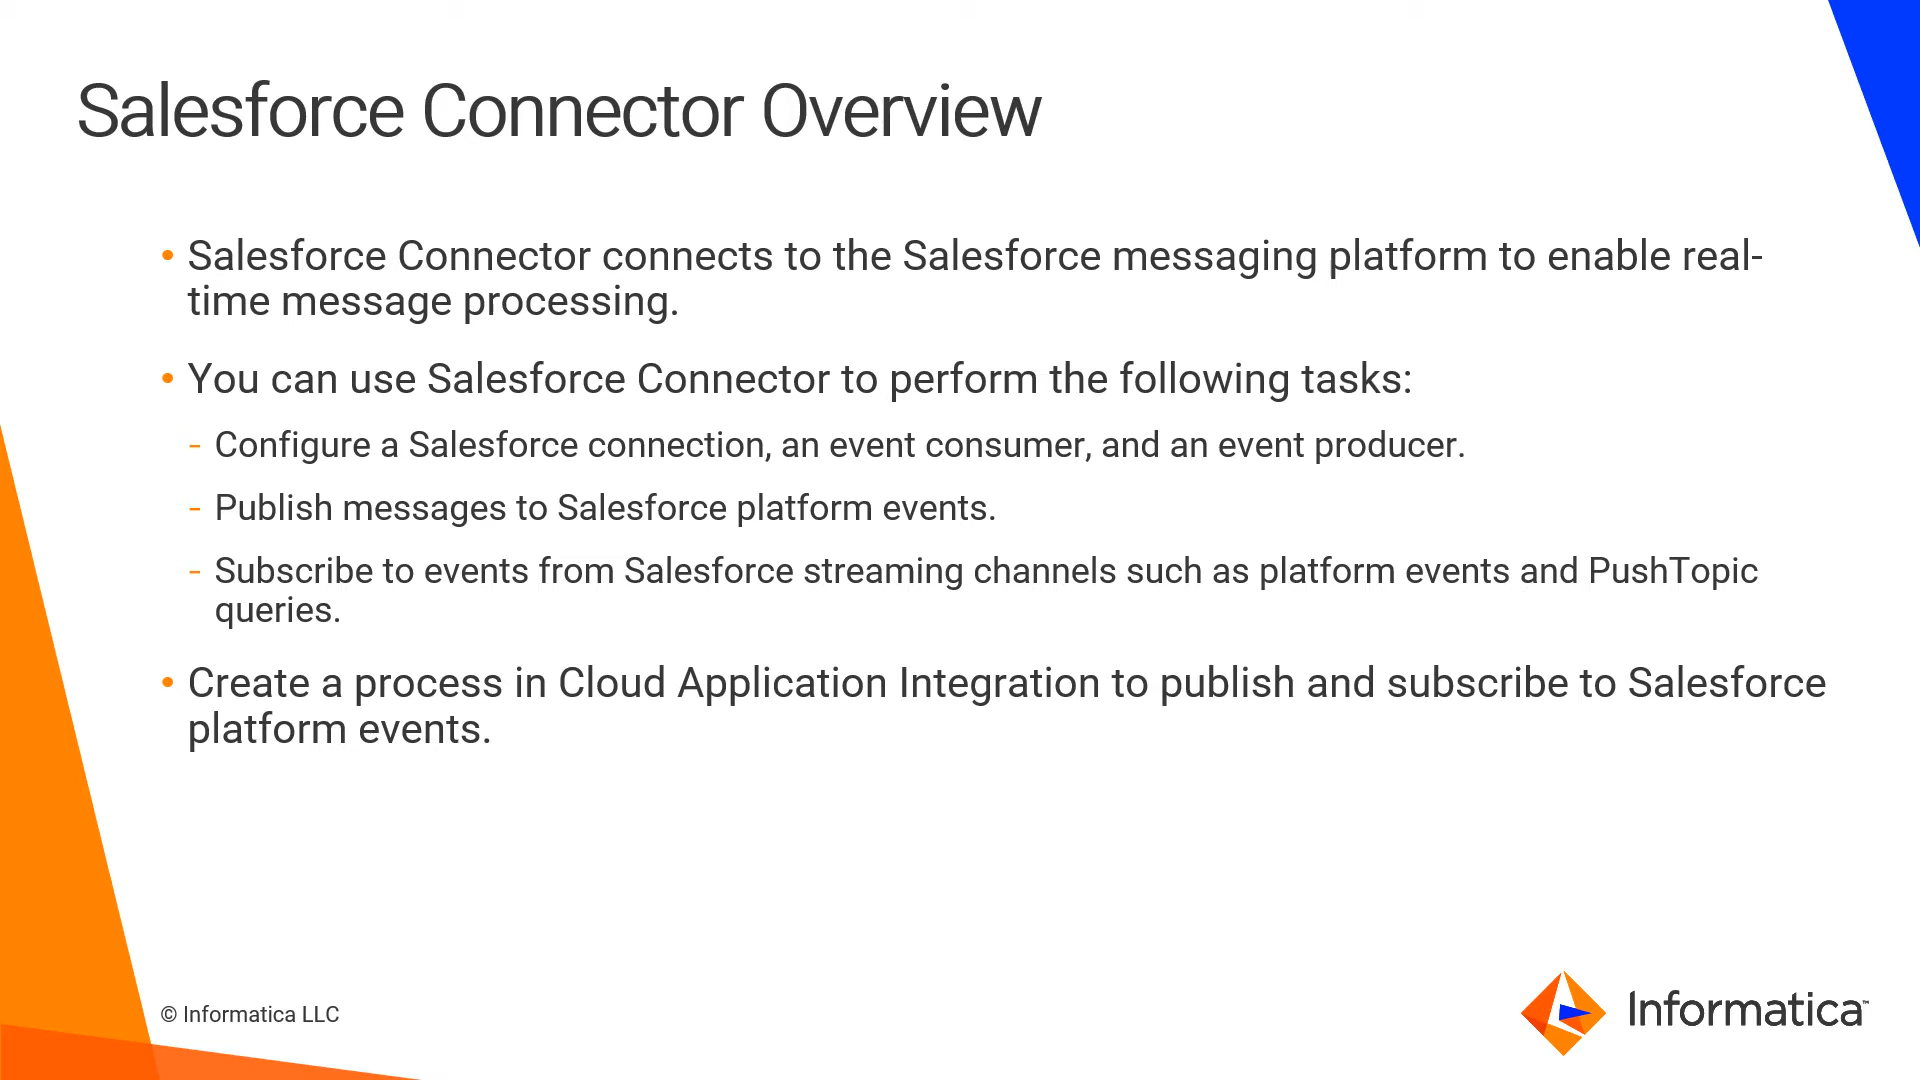 Salesforce Connector Overview
• Salesforce Connector connects to the Salesforce messaging platform to enable real-
time message processing.
• You can use Salesforce Connector to perform the following tasks:
- Configure a Salesforce connection, an event consumer, and an event producer.
- Publish messages to Salesforce platform events.
- Subscribe to events from Salesforce streaming channels such as platform events and PushTopic
queries.
• Create a process in Cloud Application Integration to publish and subscribe to Salesforce
platform events.
© Informatica LLC
Informatica™